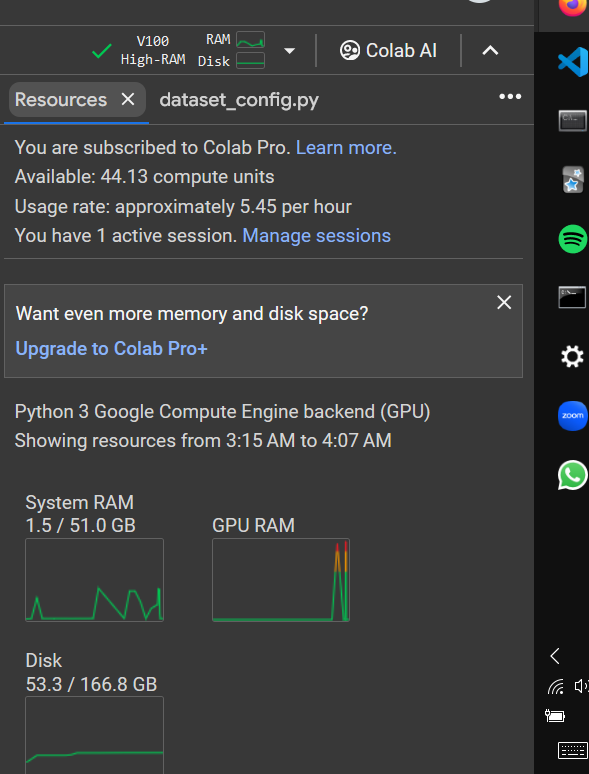 V100
High-RAM
RAM
Disk
Colab AI
Resources
dataset_config.py
You are subscribed to Colab Pro. Learn more.
Available: 44.13 compute units
Usage rate: approximately 5.45 per hour
You have 1 active session. Manage sessions
Want even more memory and disk space?
Upgrade to Colab Pro+
Python 3 Google Compute Engine backend (GPU)
Showing resources from 3:15 AM to 4:07 AM
System RAM
1.5 / 51.0 GB
GPU RAM
Disk
53.3 / 166.8 GB
zoom